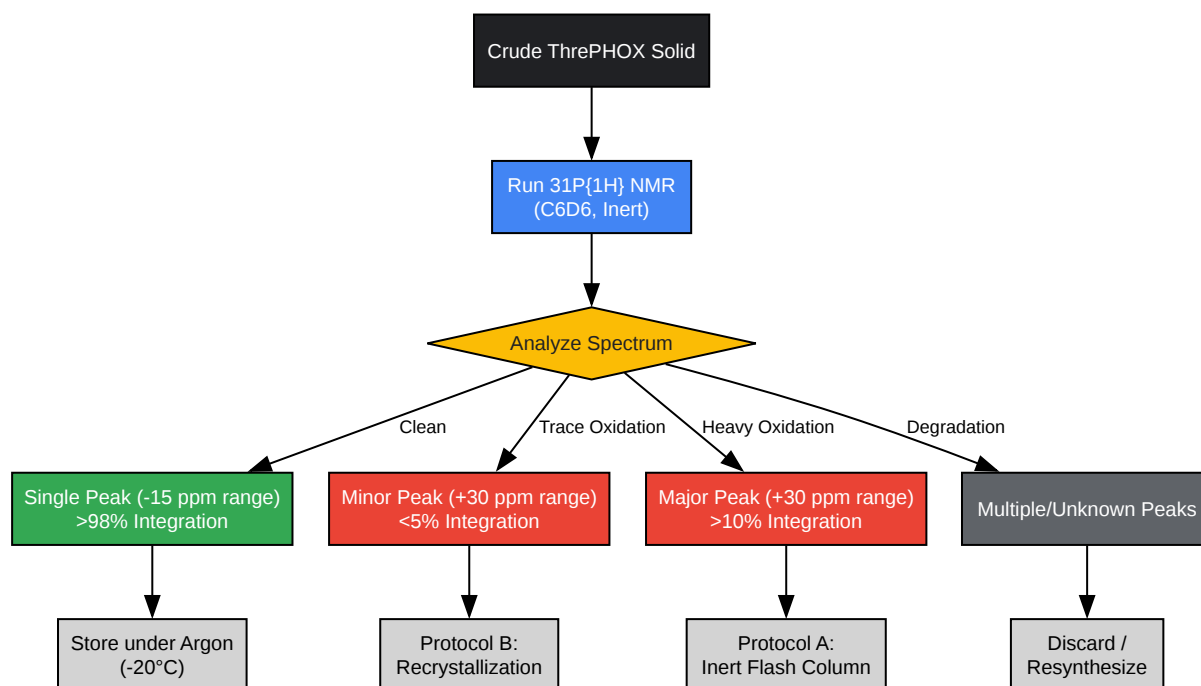 Crude ThrePHOX Solid
Run 31P{1H} NMR
(C6D6, Inert)
Analyze Spectrum
Clean
Trace Oxidation
Heavy Oxidation
Degradation
Single Peak (-15 ppm range)
>98% Integration
Minor Peak (+30 ppm range)
<5% Integration
Major Peak (+30 ppm range)
>10% Integration
Multiple/Unknown Peaks
Store under Argon
(-20°C)
Protocol B:
Recrystallization
Protocol A:
Inert Flash Column
Discard /
Resynthesize